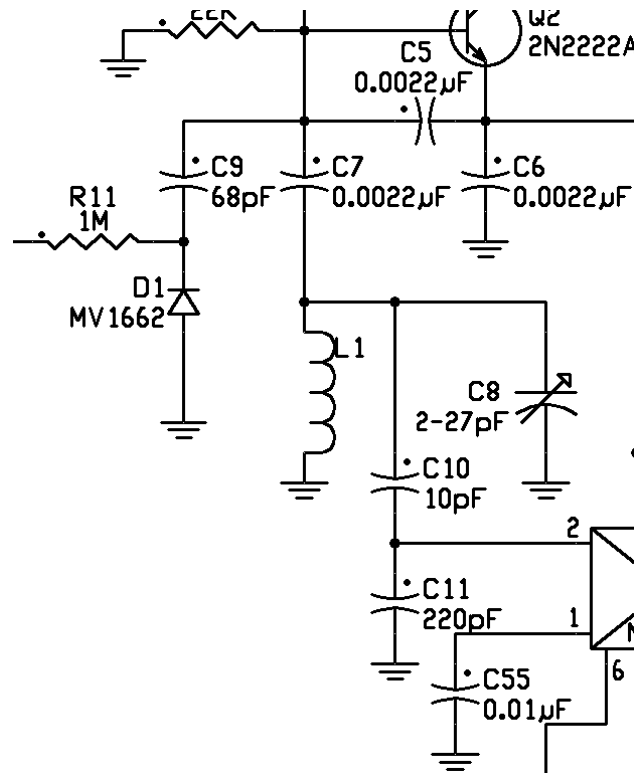 22K
Q2
2N2222A
C5
0.0022µF
C9
68pF
C7
0.0022µF
C6
0.0022µF
R11
1M
D1
MV1662
L1
C8
2-27pF
C10
10pF
2
C11
220pF
1
6
C55
0.01µF